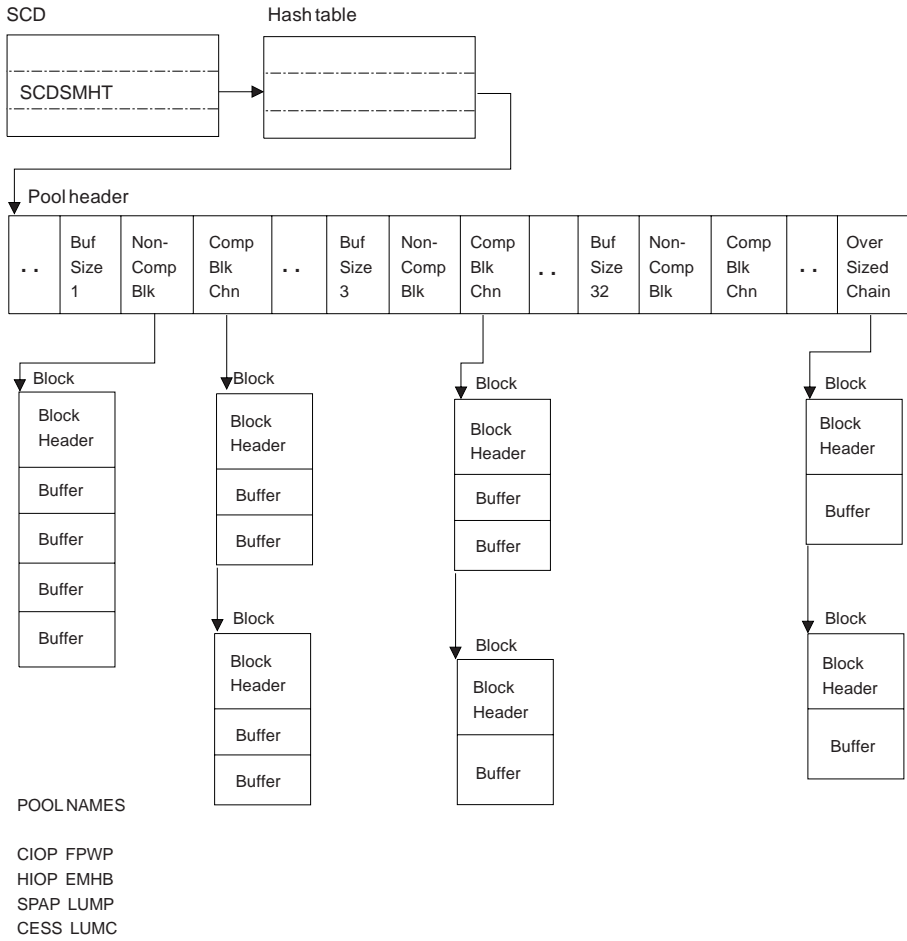 SCD
Hash table
SCDSMHT
Pool header
. .
Buf
Size
1
Non-
Comp
Blk
Comp
Blk
Chn
. .
Buf
Size
3
Non-
Comp
Blk
Comp
Blk
Chn
. .
Buf
Size
32
Non-
Comp
Blk
Comp
Blk
Chn
. .
Over
Sized
Chain
Block
Block
Header
Buffer
Buffer
Buffer
Buffer
Block
Block
Header
Buffer
Buffer
Block
Block
Header
Buffer
Buffer
Block
Block
Header
Buffer
Buffer
Block
Block
Header
Buffer
Block
Block
Header
Buffer
Block
Block
Header
Buffer
POOL NAMES
CIOP FPWP
HIOP EMHB
SPAP LUMP
CESS LUMC